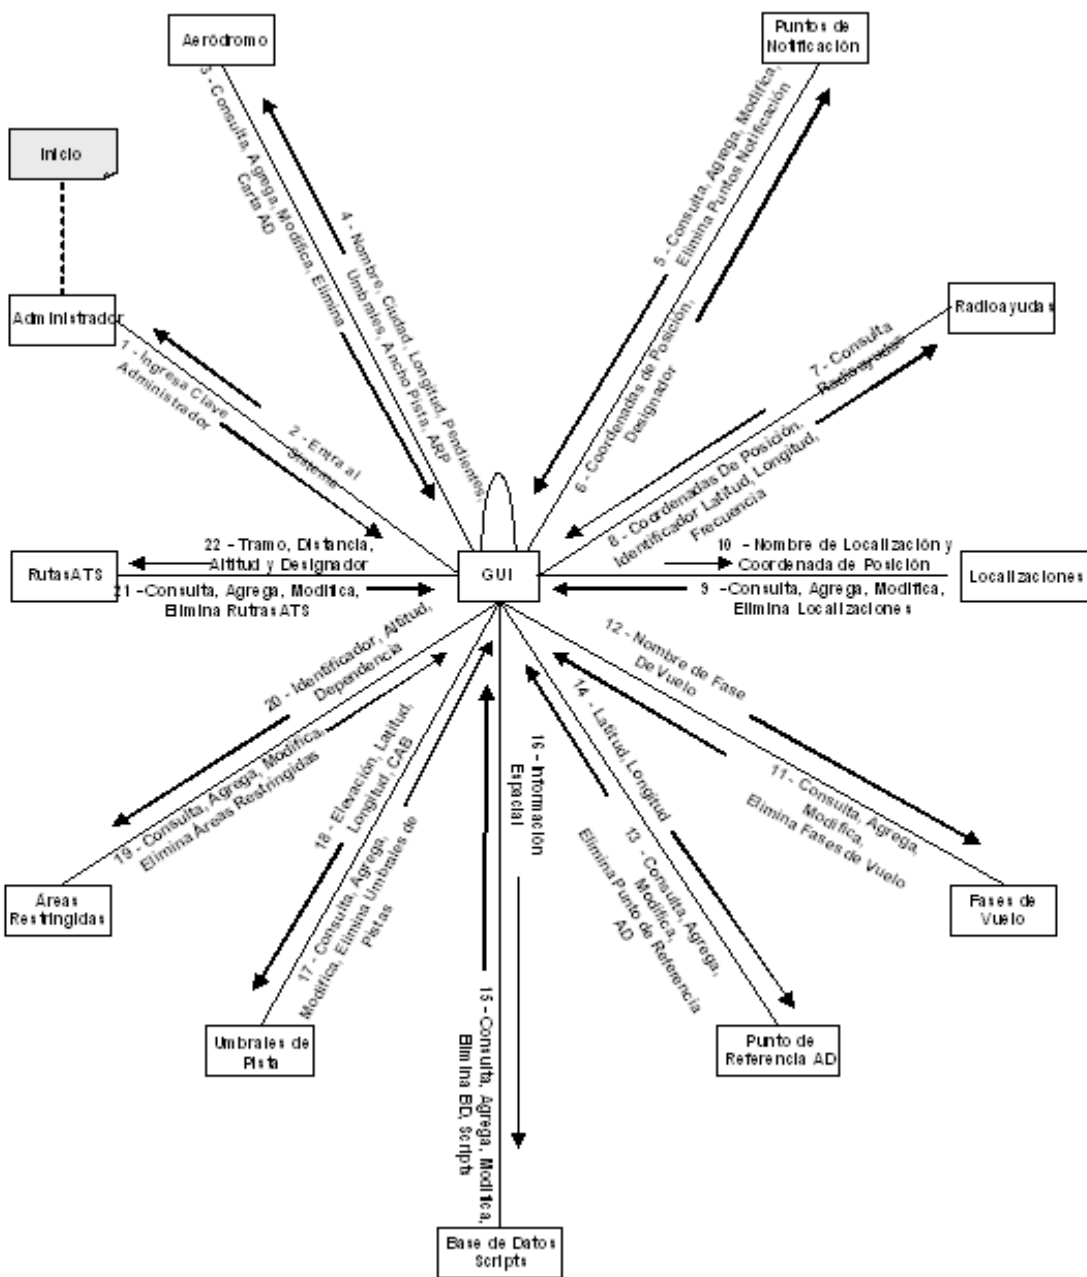 Aeródromo
Puntos de
Notificación
Inicio
Administrador
Radioayudas
3 - Consulta, Agrega, Modifica, Elimina
Carta AD
4 - Nombre, Ciudad, Longitud, Pendientes,
Umbrales, Ancho Pista, ARP
5 - Consulta, Agrega, Modifica,
Elimina Puntos Notificación
6 - Coordenadas de Posición,
Designador
1 - Ingresa Clave
Administrador
2 - Entra al
Sistema
7 - Consulta
Radioayudas
8 - Coordenadas De Posición,
Identificador Latitud, Longitud,
Frecuencia
22 - Tramo, Distancia,
Altitud y Designador
RutasATS
21 -Consulta, Agrega, Modifica,
Elimina RutrasATS
GUI
10 - Nombre de Localización y
Coordenada de Posición
Localizaciones
9 - Consulta, Agrega, Modifica,
Elimina Localizaciones
20 - Identificador, Altitud,
Dependencia
19 - Consulta, Agrega, Modifica,
Elimina Áreas Restringidas
18 - Elevación, Latitud,
Longitud, CAB
17 - Consulta, Agrega,
Modifica, Elimina Umbrales de
Pistas
16 - Información
Espacial
15 - Consulta, Agrega, Modifica,
Elimina BD, Scripts
14 - Latitud, Longitud
13 - Consulta, Agrega,
Modifica,
Elimina Punto de Referencia
AD
12 - Nombre de Fase
De Vuelo
11 - Consulta, Agrega,
Modifica,
Elimina Fases de Vuelo
Áreas
Restringidas
Fases de
Vuelo
Umbrales de
Pista
Punto de
Referencia AD
Base de Datos
Scripts